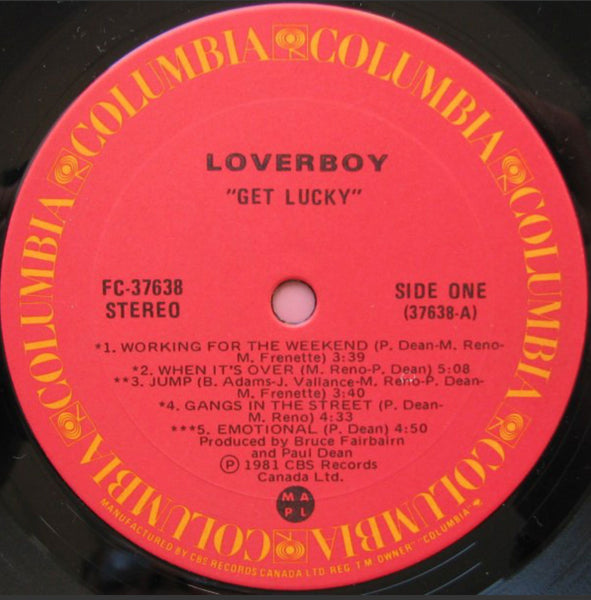 COLUMBIA COLUMBIA COLUMBIA COLUMBIA COLUMBIA COLUMBIA COLUMBIA COLUMBIA
LOVERBOY
"GET LUCKY"
FC-37638
STEREO
SIDE ONE
(37638-A)
*1. WORKING FOR THE WEEKEND (P. Dean-M. Reno-
M. Frenette) 3:39
*2. WHEN IT'S OVER (M. Reno-P. Dean) 5:08
**3. JUMP (B. Adams-J. Vallance-M. Reno-P. Dean-
M. Frenette) 3:40
*4. GANGS IN THE STREET (P. Dean-
M. Reno) 4:33
***5. EMOTIONAL (P. Dean) 4:50
Produced by Bruce Fairbairn
and Paul Dean
Ⓟ 1981 CBS Records
Canada Ltd.
M A
P L
MANUFACTURED BY CBS RECORDS CANADA LTD. REG. T.M. OWNER "COLUMBIA"